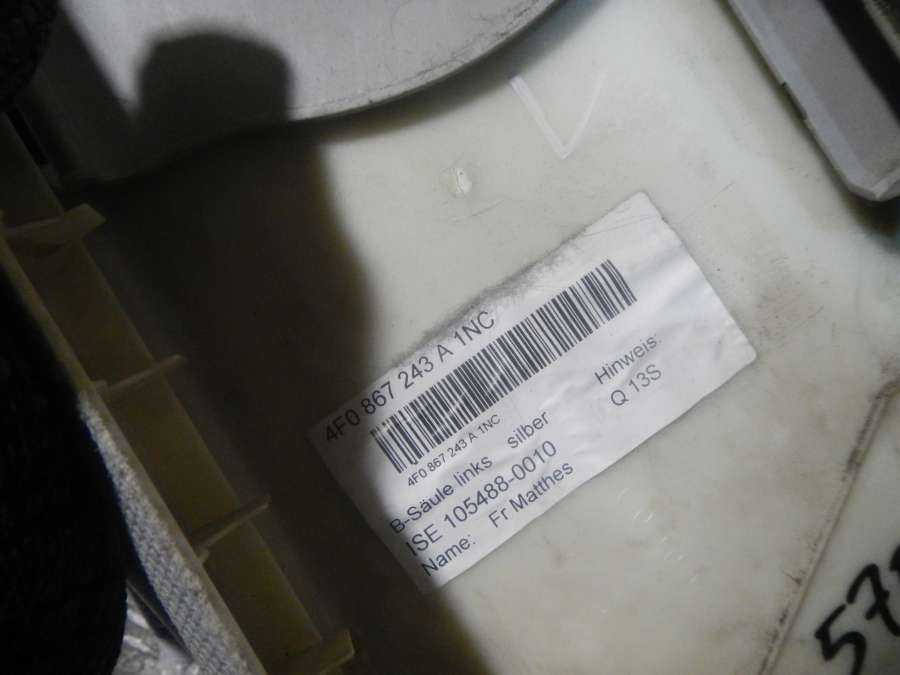 4F0 867 243 A 1NC
4F0 867 243 A 1NC
B-Säule links silber
Hinweis:
ISE 105488-0010
Q 13S
Name: Fr Matthes